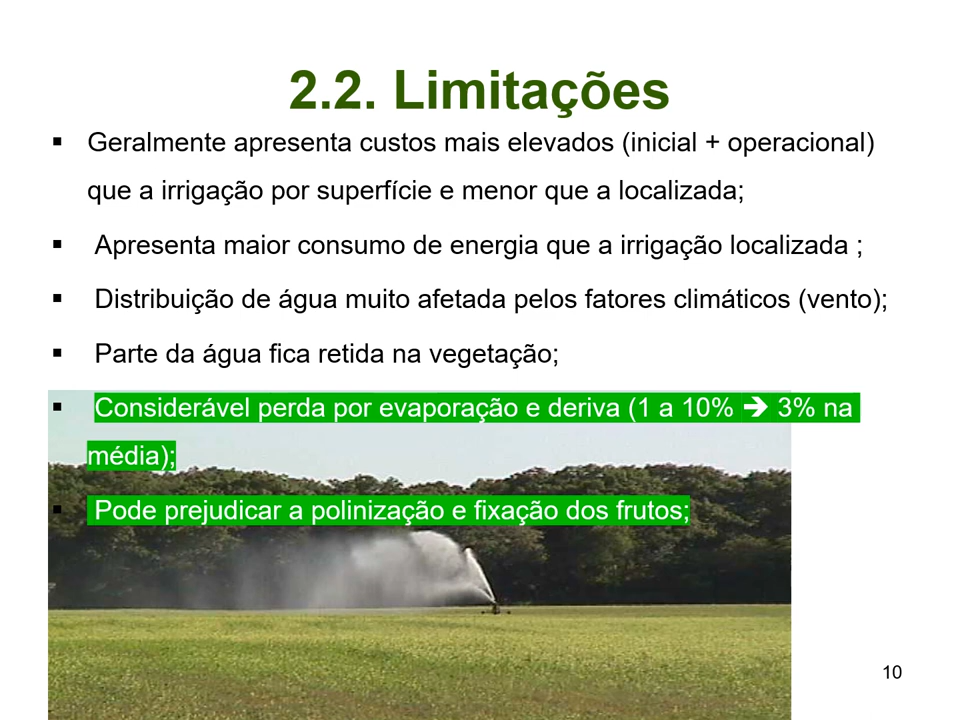 2.2. Limitações
▪ Geralmente apresenta custos mais elevados (inicial + operacional)
que a irrigação por superfície e menor que a localizada;
▪ Apresenta maior consumo de energia que a irrigação localizada ;
▪ Distribuição de água muito afetada pelos fatores climáticos (vento);
▪ Parte da água fica retida na vegetação;
▪ Considerável perda por evaporação e deriva (1 a 10% ➔ 3% na
média);
▪ Pode prejudicar a polinização e fixação dos frutos;
10